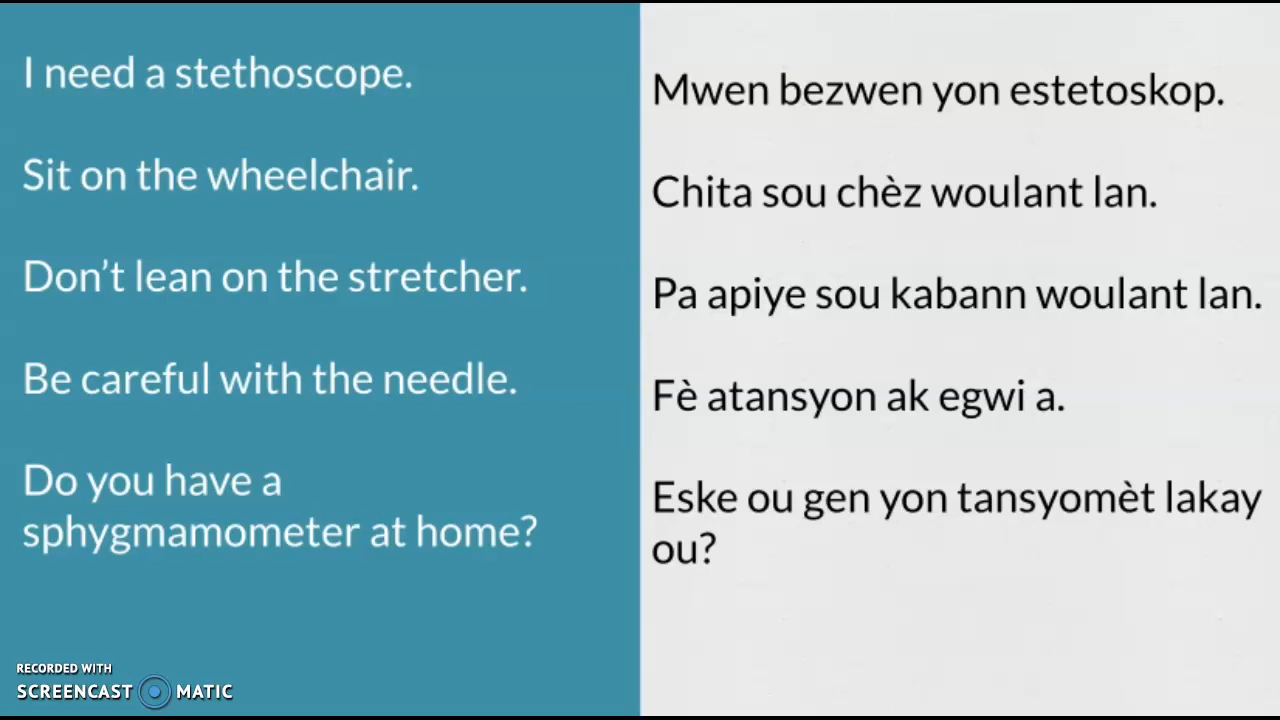 I need a stethoscope.
Sit on the wheelchair.
Don’t lean on the stretcher.
Be careful with the needle.
Do you have a
sphygmamometer at home?
Mwen bezwen yon estetoskop.
Chita sou chèz woulant lan.
Pa apiye sou kabann woulant lan.
Fè atansyon ak egwi a.
Eske ou gen yon tansyomèt lakay
ou?
RECORDED WITH
SCREENCAST MATIC